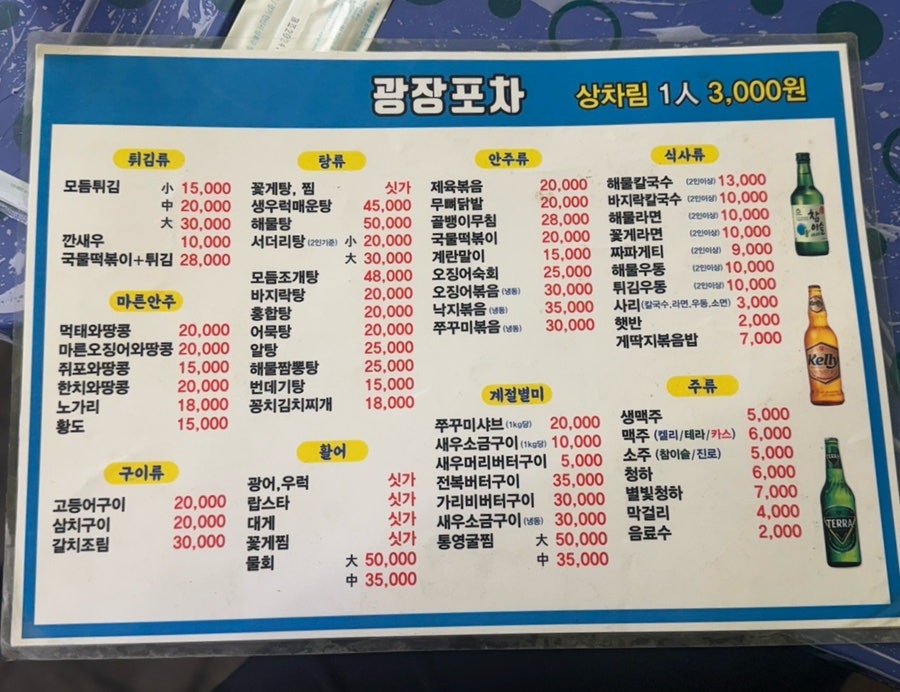 광장포차 상차림 1人 3,000원
튀김류
모듬튀김 小 15,000
中 20,000
大 30,000
깐새우 10,000
국물떡볶이+튀김 28,000
마른안주
먹태와땅콩 20,000
마른오징어와땅콩 20,000
쥐포와땅콩 15,000
한치와땅콩 20,000
노가리 18,000
황도 15,000
구이류
고등어구이 20,000
삼치구이 20,000
갈치조림 30,000
탕류
꽃게탕, 찜 싯가
생우럭매운탕 45,000
해물탕 50,000
서더리탕 (2인기준) 小 20,000
大 30,000
모듬조개탕 48,000
바지락탕 20,000
홍합탕 20,000
어묵탕 20,000
알탕 25,000
해물짬뽕탕 25,000
번데기탕 15,000
꽁치김치찌개 18,000
활어
광어,우럭 싯가
랍스타 싯가
대게 싯가
꽃게찜 싯가
물회 大 50,000
中 35,000
안주류
제육볶음 20,000
무뼈닭발 20,000
골뱅이무침 28,000
국물떡볶이 20,000
계란말이 15,000
오징어숙회 25,000
오징어볶음 (냉동) 30,000
낙지볶음 (냉동) 35,000
쭈꾸미볶음 (냉동) 30,000
계절별미
쭈꾸미샤브 (1kg당) 20,000
새우소금구이 (1kg당) 10,000
새우머리버터구이 5,000
전복버터구이 35,000
가리비버터구이 30,000
새우소금구이 (냉동) 30,000
통영굴찜 大 50,000
中 35,000
식사류
해물칼국수 (2인이상) 13,000
바지락칼국수 (2인이상) 10,000
해물라면 (2인이상) 10,000
꽃게라면 (2인이상) 10,000
짜파게티 (2인이상) 9,000
해물우동 (2인이상) 10,000
튀김우동 (2인이상) 10,000
사리 (칼국수,라면,우동,소면) 3,000
햇반 2,000
게딱지볶음밥 7,000
주류
생맥주 5,000
맥주 (켈리/테라/카스) 6,000
소주 (참이슬/진로) 5,000
청하 6,000
별빛청하 7,000
막걸리 4,000
음료수 2,000
참이슬
Kelly
TERRA